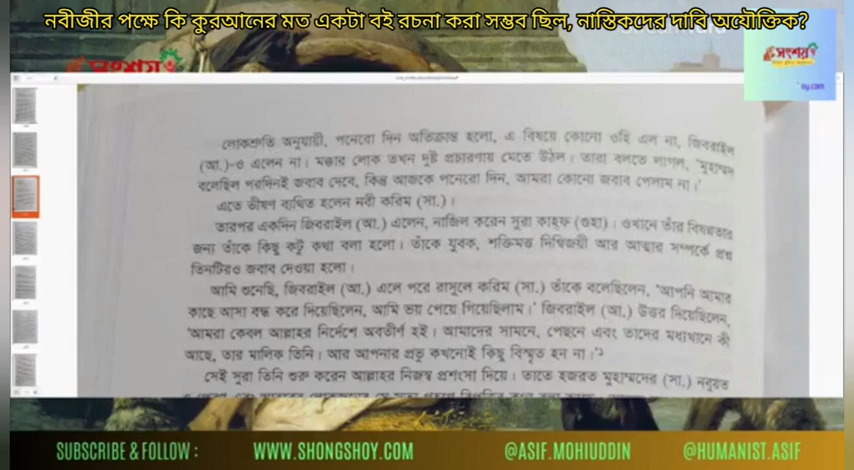 নবীজীর পক্ষে কি কুরআনের মত একটা বই রচনা করা সম্ভব ছিল, নাস্তিকদের দাবি অযৌক্তিক?
সংশয়
সংশয়
by.com
লোকশ্রুতি অনুযায়ী, পনেরো দিন অতিক্রান্ত হলো, এ বিষয়ে কোনো ওহি এল না, জিবরাইল
(আ.)-ও এলেন না। মক্কার লোক তখন দুষ্ট প্রচারণায় মেতে উঠল। তারা বলতে লাগল, 'মুহাম্মদ
বলেছিল পরদিনই জবাব দেবে, কিন্তু আজকে পনেরো দিন, আমরা কোনো জবাব পেলাম না।'
এতে ভীষণ ব্যথিত হলেন নবী করিম (সা.)।
তারপর একদিন জিবরাইল (আ.) এলেন, নাজিল করেন সুরা কাহ্‌ফ (গুহা)। ওখানে তাঁর বিষণ্নতার
জন্য তাঁকে কিছু কটু কথা বলা হলো। তাঁকে যুবক, শক্তিমত্ত দিগ্বিজয়ী আর আত্মার সম্পর্কে প্রশ্ন
তিনটিরও জবাব দেওয়া হলো।
আমি শুনেছি, জিবরাইল (আ.) এলে পরে রাসুলে করিম (সা.) তাঁকে বলেছিলেন, 'আপনি আমার
কাছে আসা বন্ধ করে দিয়েছিলেন, আমি ভয় পেয়ে গিয়েছিলাম।' জিবরাইল (আ.) উত্তর দিয়েছিলেন,
'আমরা কেবল আল্লাহর নির্দেশে অবতীর্ণ হই। আমাদের সামনে, পেছনে এবং তাদের মধ্যখানে কী
আছে, তার মালিক তিনি। আর আপনার প্রভু কখনোই কিছু বিস্মৃত হন না।'১
সেই সুরা তিনি শুরু করেন আল্লাহর নিজস্ব প্রশংসা দিয়ে। তাতে হজরত মুহাম্মদের (সা.) নবুয়ত
SUBSCRIBE & FOLLOW : WWW.SHONGSHOY.COM @ASIF.MOHIUDDIN @HUMANIST.ASIF